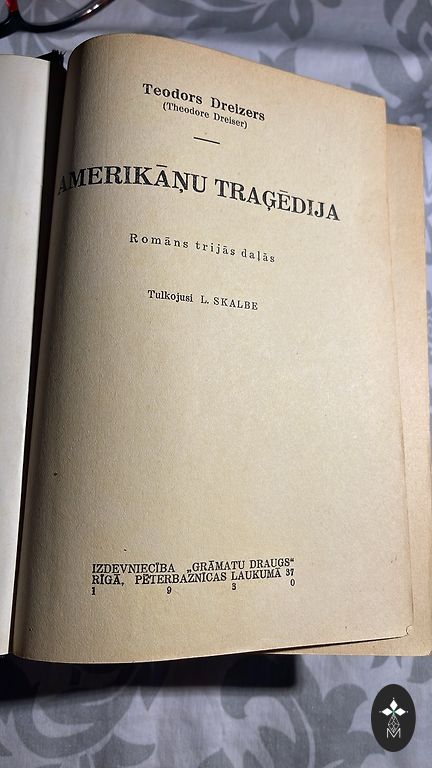 Teodors Dreizers
(Theodore Dreiser)
AMERIKĀŅU TRAĢĒDIJA
Romāns trijās daļās
Tulkojusi L. SKALBE
IZDEVNIECĪBA „GRĀMATU DRAUGS“
RĪGĀ, PĒTERBAZNICAS LAUKUMĀ 37
1 9 3 0
M